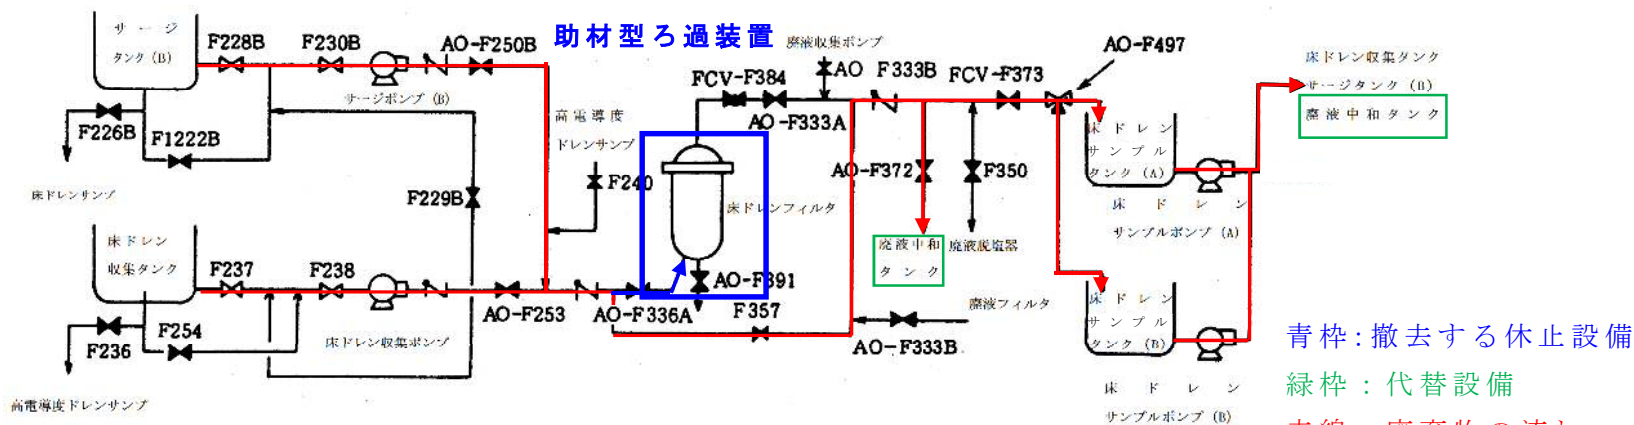 サージ
タンク (B)
F228B
F230B
AO-F250B
助材型ろ過装置
廃液収集ポンプ
AO
F333B
FCV-F373
AO-F497
床ドレン収集タンク
サージタンク (B)
廃液中和タンク
サージポンプ (B)
FCV-F384
AO-F333A
高電導度
ドレンサンプ
F226B
F1222B
F240
F229B
床ドレンサンプ
床ドレンフィルタ
AO-F372
F350
床ドレン
サンプル
タンク (A)
床ドレン
サンプルポンプ (A)
廃液中和
タンク
廃液脱塩器
床ドレン
収集タンク
F237
F238
AO-F253
AO-F336A
AO-F391
F357
廃液フィルタ
AO-F333B
床ドレン
サンプル
タンク (B)
F236
F254
床ドレン収集ポンプ
高電導度ドレンサンプ
床ドレン
サンプルポンプ (B)
青枠:撤去する休止設備
緑枠:代替設備